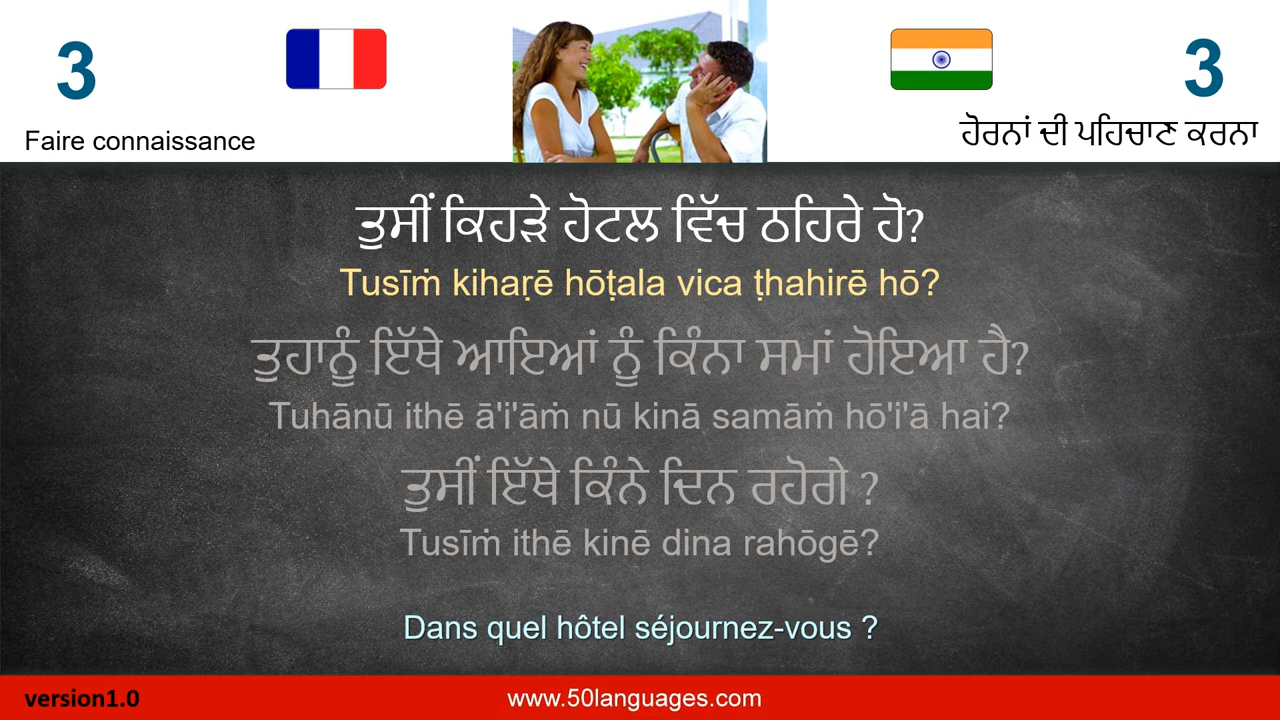 3
3
Faire connaissance
ਹੋਰਨਾਂ ਦੀ ਪਹਿਚਾਣ ਕਰਨਾ
ਤੁਸੀਂ ਕਿਹੜੇ ਹੋਟਲ ਵਿੱਚ ਠਹਿਰੇ ਹੋ?
Tusīṁ kihaṛē hōṭala vica ṭhahirē hō?
ਤੁਹਾਨੂੰ ਇੱਥੇ ਆਇਆਂ ਨੂੰ ਕਿੰਨਾ ਸਮਾਂ ਹੋਇਆ ਹੈ?
Tuhānū ithē ā'i'āṁ nū kinā samāṁ hō'i'ā hai?
ਤੁਸੀਂ ਇੱਥੇ ਕਿੰਨੇ ਦਿਨ ਰਹੋਗੇ ?
Tusīṁ ithē kinē dina rahōgē?
Dans quel hôtel séjournez-vous ?
version1.0
www.50languages.com